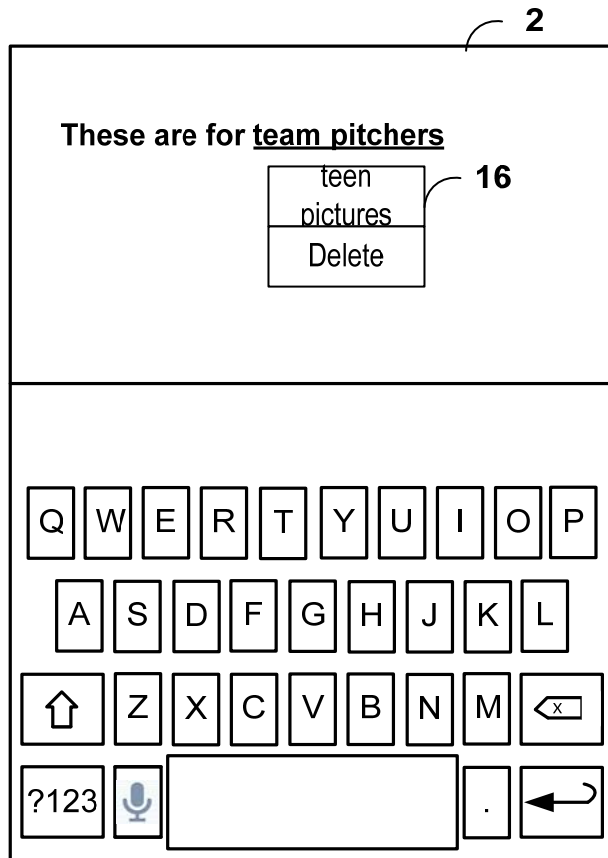 2
These are for team pitchers
teen
pictures
16
Delete
Q W E R T Y U I O P
A S D F G H J K L
Z X C V B N M x
?123 .